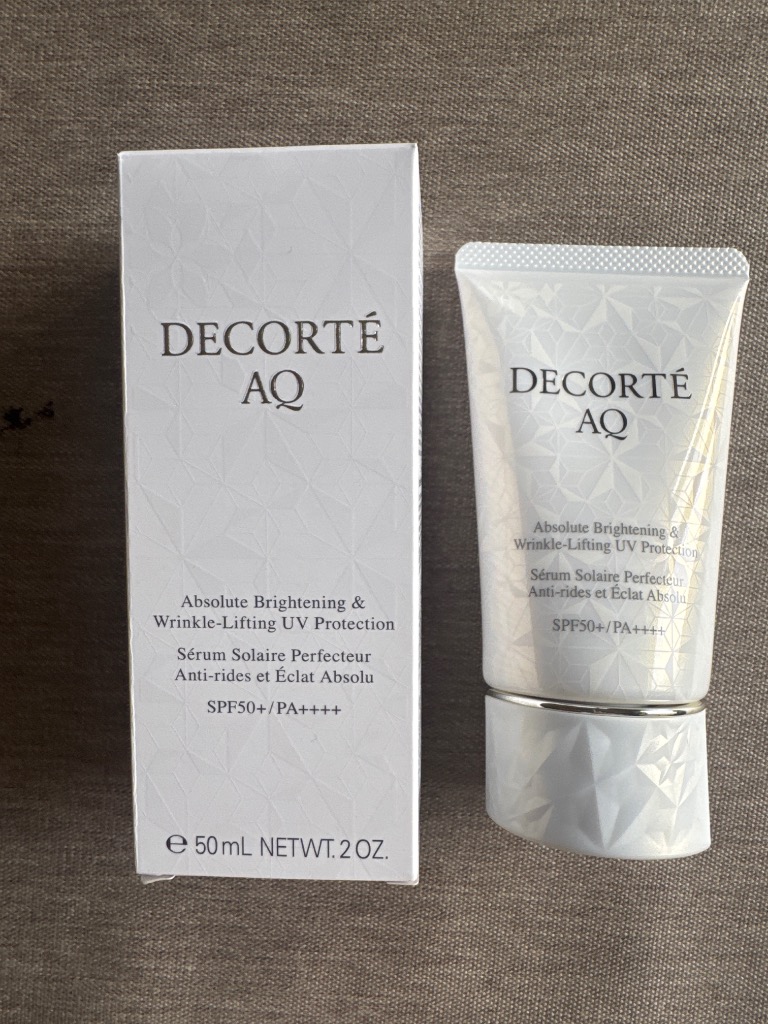 DECORTÉ
AQ
Absolute Brightening &
Wrinkle-Lifting UV Protection
Sérum Solaire Perfecteur
Anti-rides et Éclat Absolu
SPF50+/PA++++
℮ 50mL NETWT. 2 OZ.
DECORTÉ
AQ
Absolute Brightening &
Wrinkle-Lifting UV Protection
Sérum Solaire Perfecteur
Anti-rides et Éclat Absolu
SPF50+/PA++++